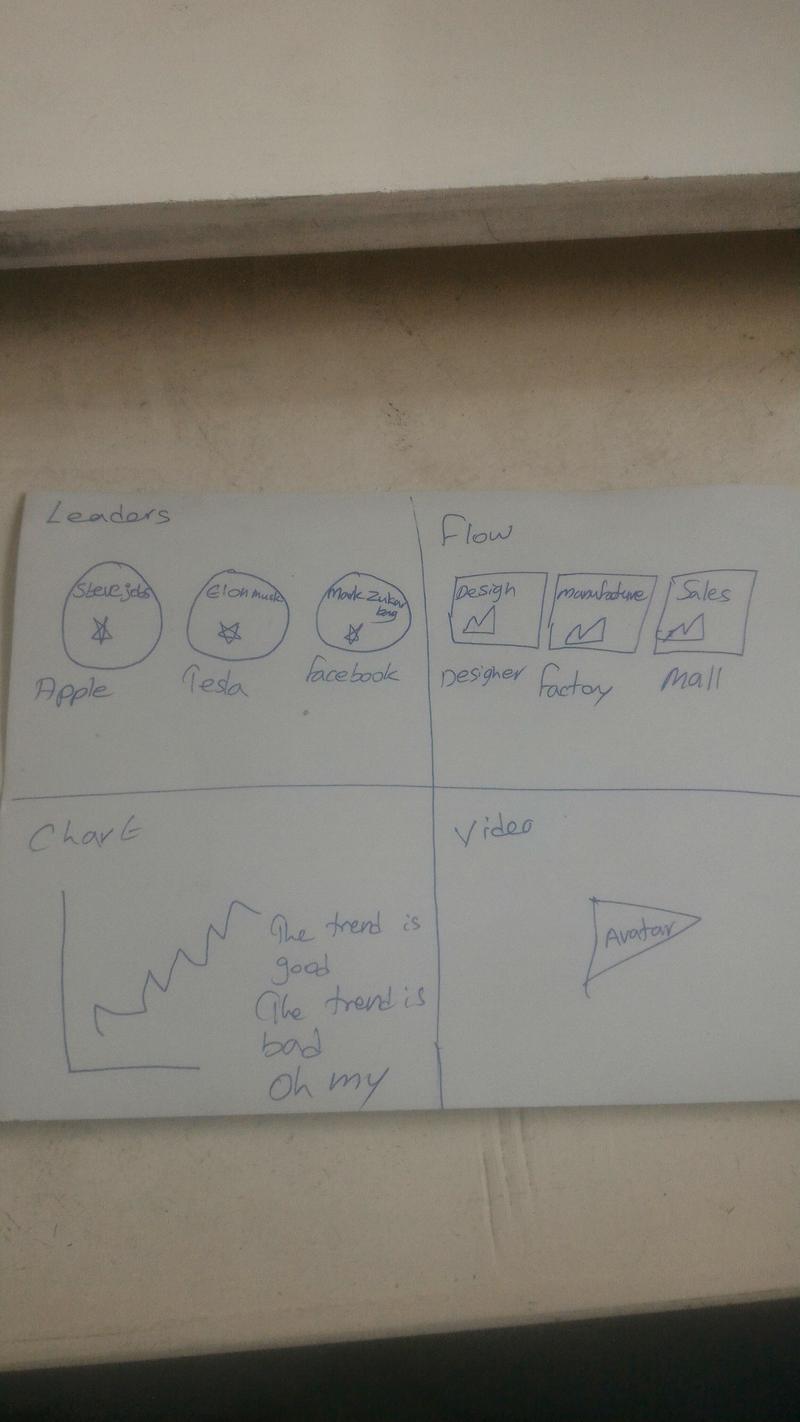 Leaders
Steve jobs
Elon musk
Mark Zukar
berg
Apple
Tesla
facebook
Flow
Design
manufacture
Sales
Designer
factory
Mall
Chart
The trend is
good
The trend is
bad
Oh my
Video
Avatar